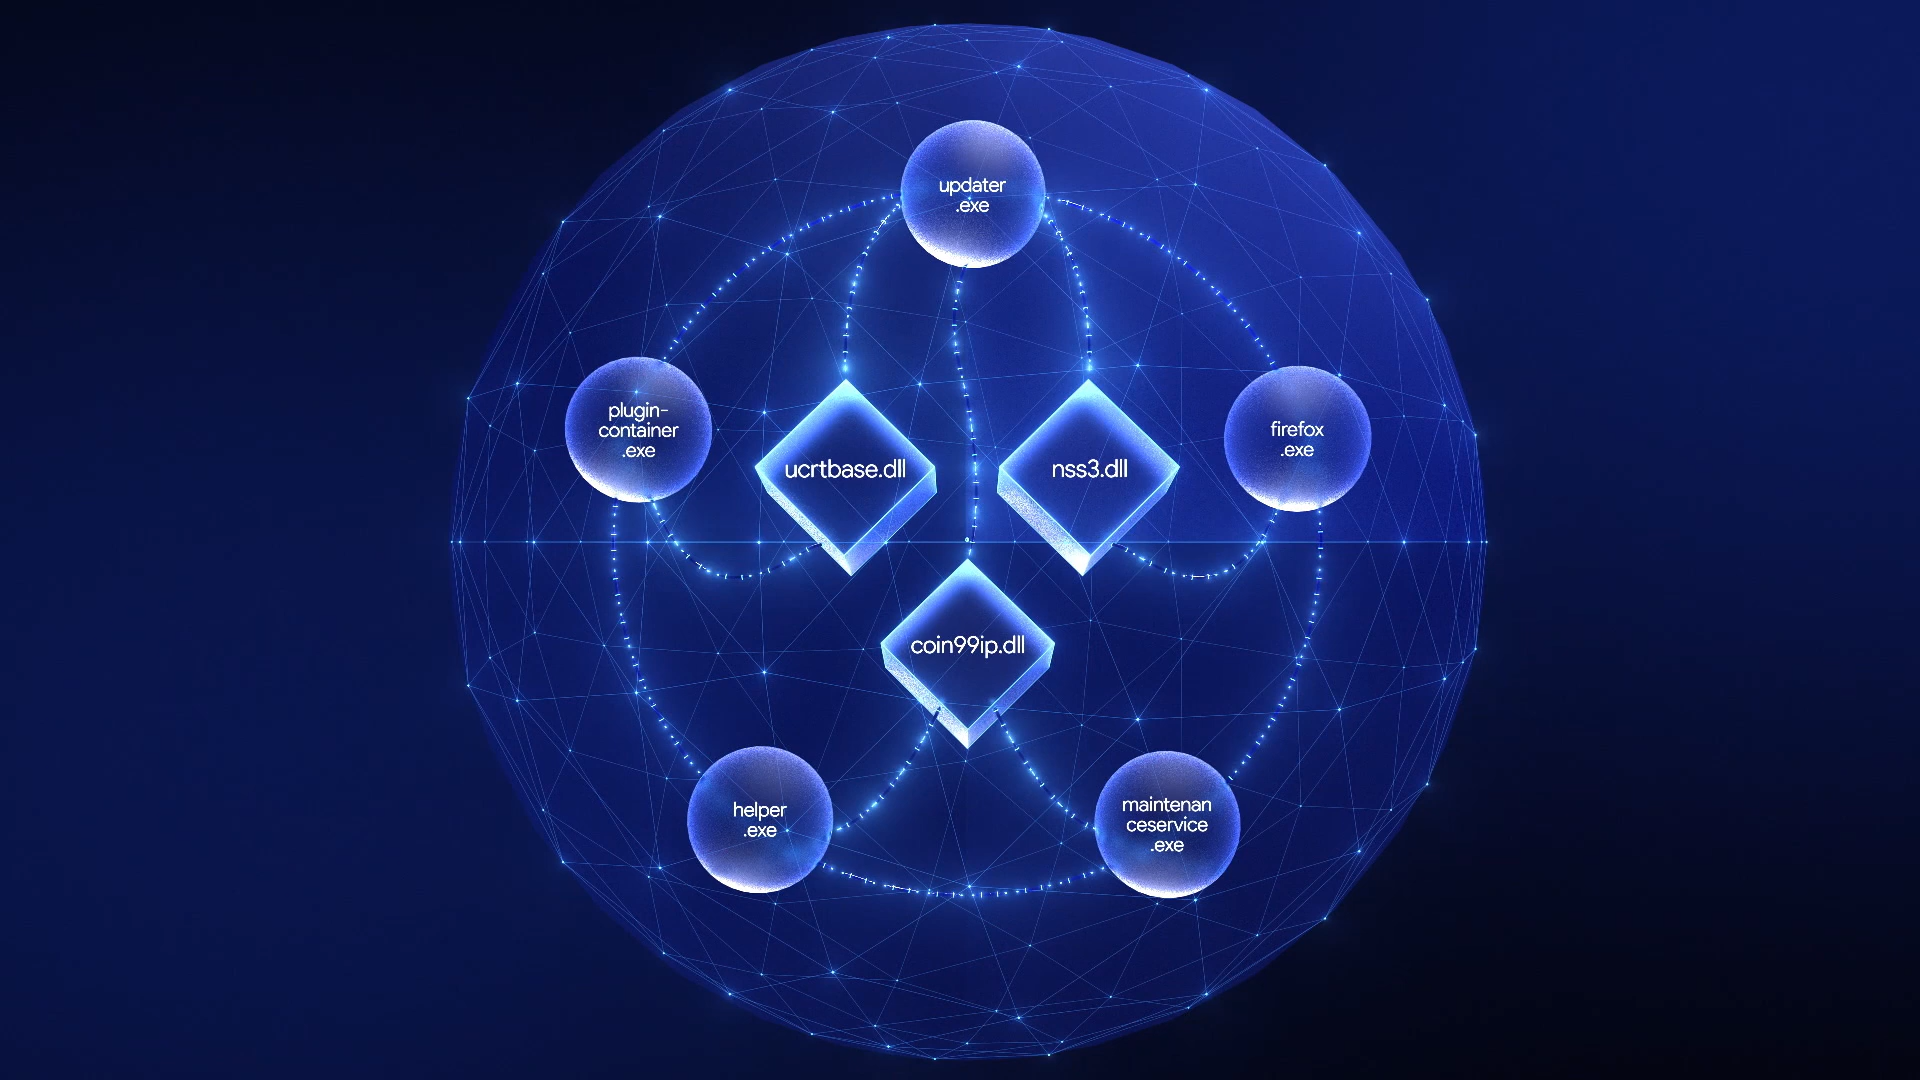 updater
.exe
plugin-
container
.exe
ucrtbase.dll
nss3.dll
firefox
.exe
coin99ip.dll
helper
.exe
maintenan
ceservice
.exe